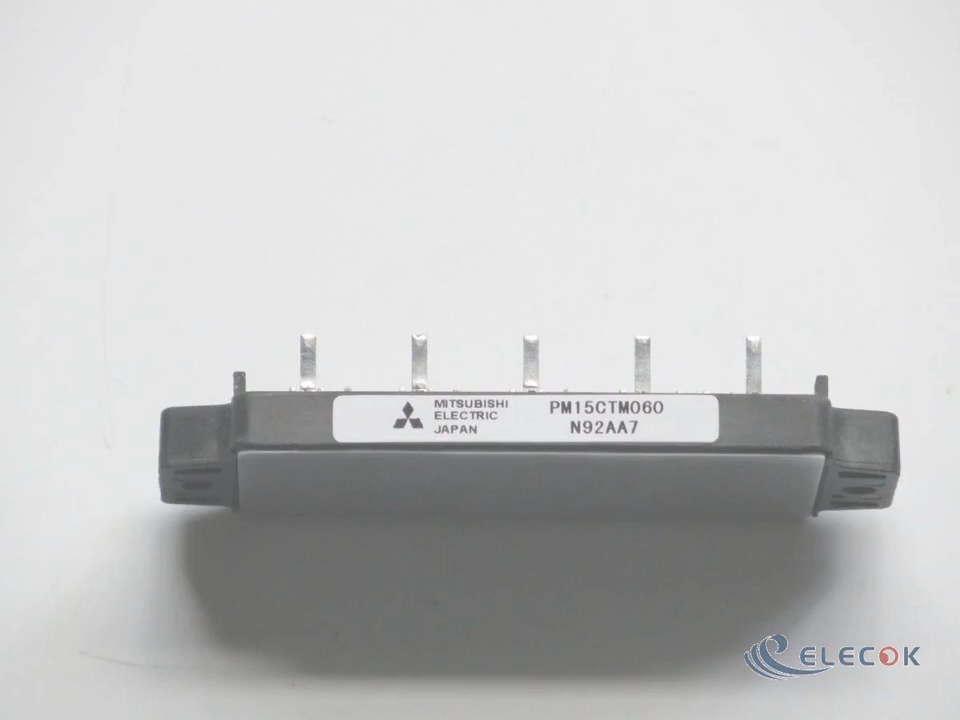 MITSUBISHI
ELECTRIC
JAPAN
PM15CTM060
N92AA7
ELECOK